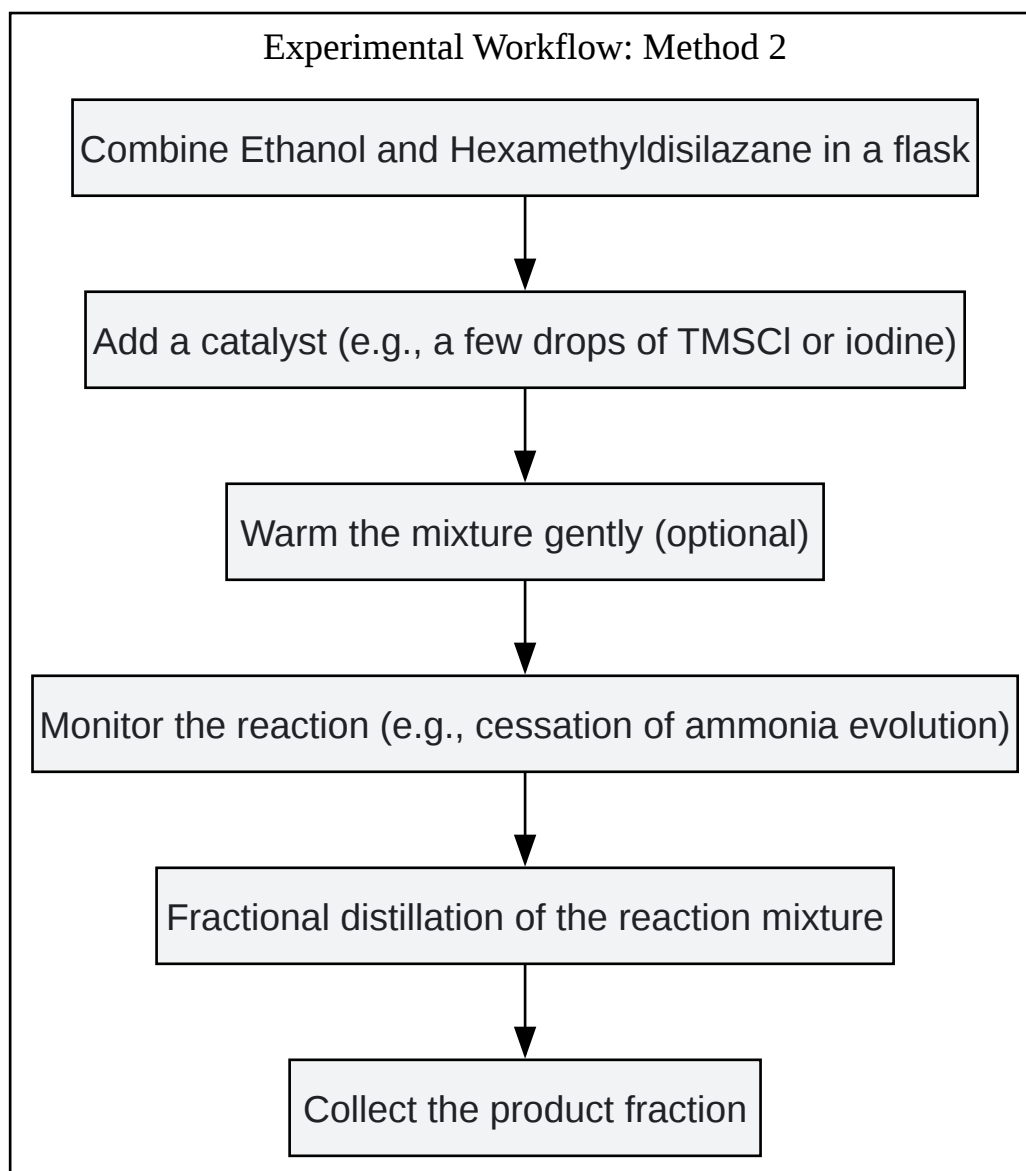 Experimental Workflow: Method 2
Combine Ethanol and Hexamethyldisilazane in a flask
Add a catalyst (e.g., a few drops of TMSCl or iodine)
Warm the mixture gently (optional)
Monitor the reaction (e.g., cessation of ammonia evolution)
Fractional distillation of the reaction mixture
Collect the product fraction